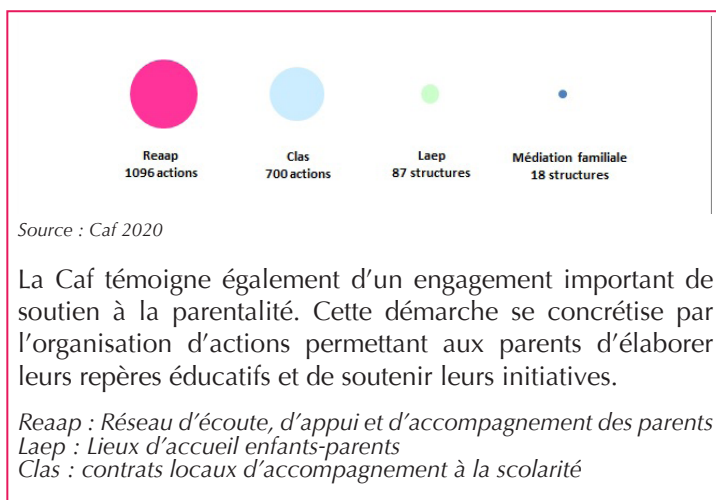 Reaap Clas Laep Médiation familiale
1096 actions 700 actions 87 structures 18 structures
Source : Caf 2020
La Caf témoigne également d’un engagement important de
soutien à la parentalité. Cette démarche se concrétise par
l’organisation d’actions permettant aux parents d’élaborer
leurs repères éducatifs et de soutenir leurs initiatives.
Reaap : Réseau d’écoute, d’appui et d’accompagnement des parents
Laep : Lieux d’accueil enfants-parents
Clas : contrats locaux d’accompagnement à la scolarité